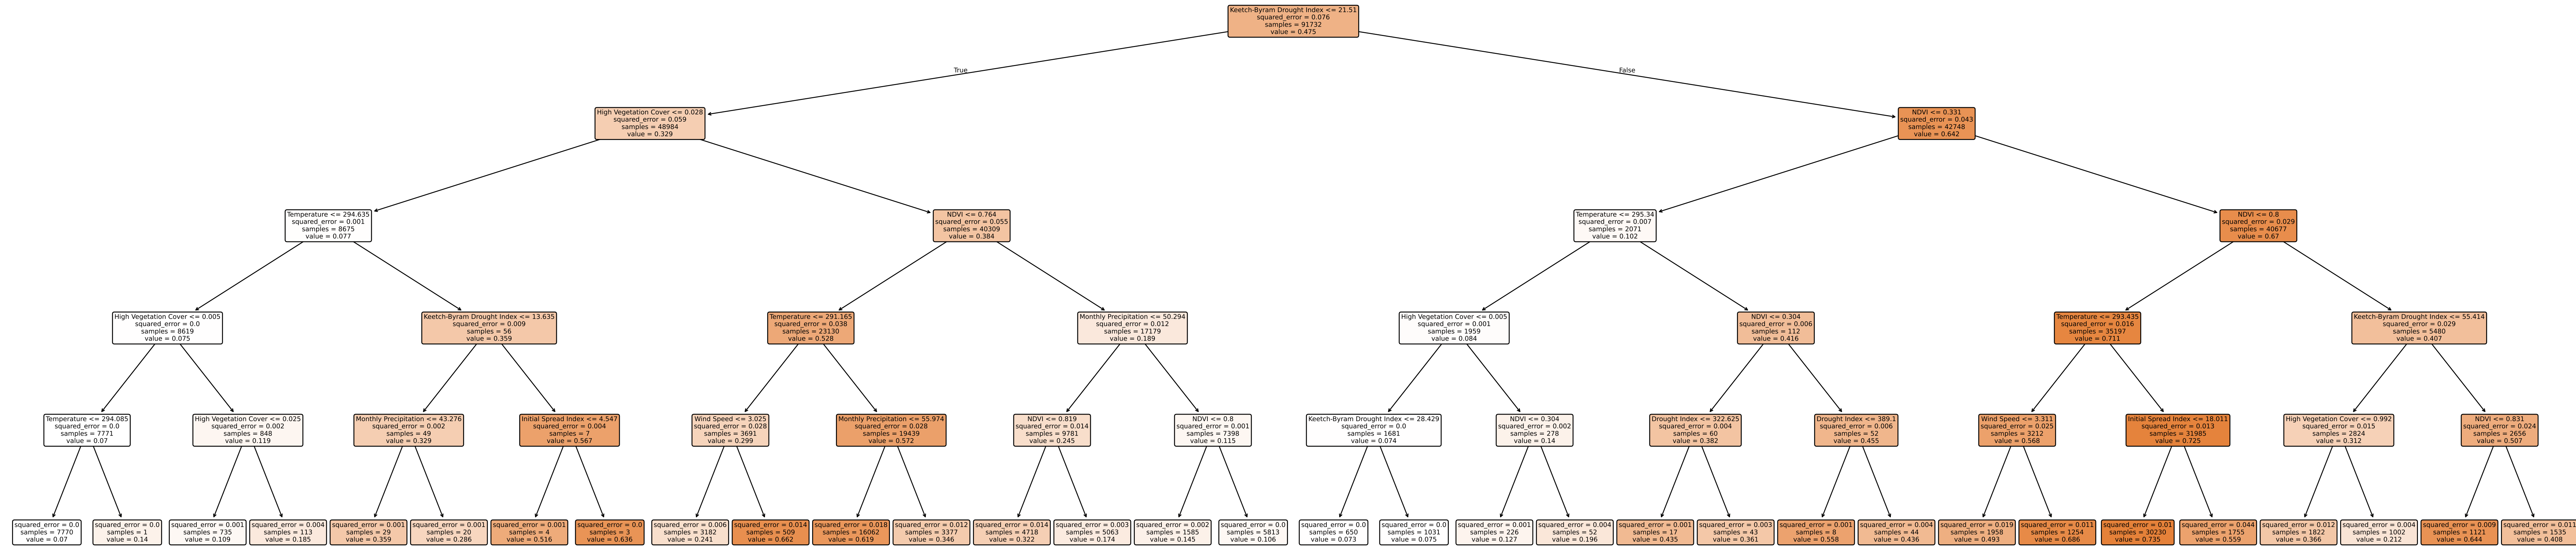 Keetch-Byram Drought Index <= 21.51
squared_error = 0.076
samples = 91732
value = 0.475
True
False
High Vegetation Cover <= 0.028
squared_error = 0.059
samples = 48984
value = 0.329
NDVI <= 0.331
squared_error = 0.043
samples = 42748
value = 0.642
Temperature <= 294.635
squared_error = 0.001
samples = 8675
value = 0.077
NDVI <= 0.764
squared_error = 0.055
samples = 40309
value = 0.384
Temperature <= 295.34
squared_error = 0.007
samples = 2071
value = 0.102
NDVI <= 0.8
squared_error = 0.029
samples = 40677
value = 0.67
High Vegetation Cover <= 0.005
squared_error = 0.0
samples = 8619
value = 0.075
Keetch-Byram Drought Index <= 13.635
squared_error = 0.009
samples = 56
value = 0.359
Temperature <= 291.165
squared_error = 0.038
samples = 23130
value = 0.528
Monthly Precipitation <= 50.294
squared_error = 0.012
samples = 17179
value = 0.189
High Vegetation Cover <= 0.005
squared_error = 0.001
samples = 1959
value = 0.084
NDVI <= 0.304
squared_error = 0.006
samples = 112
value = 0.416
Temperature <= 293.435
squared_error = 0.016
samples = 35197
value = 0.711
Keetch-Byram Drought Index <= 55.414
squared_error = 0.029
samples = 5480
value = 0.407
Temperature <= 294.085
squared_error = 0.0
samples = 7771
value = 0.07
High Vegetation Cover <= 0.025
squared_error = 0.002
samples = 848
value = 0.119
Monthly Precipitation <= 43.276
squared_error = 0.002
samples = 49
value = 0.329
Initial Spread Index <= 4.547
squared_error = 0.004
samples = 7
value = 0.567
Wind Speed <= 3.025
squared_error = 0.028
samples = 3691
value = 0.299
Monthly Precipitation <= 55.974
squared_error = 0.028
samples = 19439
value = 0.572
NDVI <= 0.819
squared_error = 0.014
samples = 9781
value = 0.245
NDVI <= 0.8
squared_error = 0.001
samples = 7398
value = 0.115
Keetch-Byram Drought Index <= 28.429
squared_error = 0.0
samples = 1681
value = 0.074
NDVI <= 0.304
squared_error = 0.002
samples = 278
value = 0.14
Drought Index <= 322.625
squared_error = 0.004
samples = 60
value = 0.382
Drought Index <= 389.1
squared_error = 0.006
samples = 52
value = 0.455
Wind Speed <= 3.311
squared_error = 0.025
samples = 3212
value = 0.568
Initial Spread Index <= 18.011
squared_error = 0.013
samples = 31985
value = 0.725
High Vegetation Cover <= 0.992
squared_error = 0.015
samples = 2824
value = 0.312
NDVI <= 0.831
squared_error = 0.024
samples = 2656
value = 0.507
squared_error = 0.0
samples = 7770
value = 0.07
squared_error = 0.0
samples = 1
value = 0.14
squared_error = 0.001
samples = 735
value = 0.109
squared_error = 0.004
samples = 113
value = 0.185
squared_error = 0.001
samples = 29
value = 0.359
squared_error = 0.001
samples = 20
value = 0.286
squared_error = 0.001
samples = 4
value = 0.516
squared_error = 0.0
samples = 3
value = 0.636
squared_error = 0.006
samples = 3182
value = 0.241
squared_error = 0.014
samples = 509
value = 0.662
squared_error = 0.018
samples = 16062
value = 0.619
squared_error = 0.012
samples = 3377
value = 0.346
squared_error = 0.014
samples = 4718
value = 0.322
squared_error = 0.003
samples = 5063
value = 0.174
squared_error = 0.002
samples = 1585
value = 0.145
squared_error = 0.0
samples = 5813
value = 0.106
squared_error = 0.0
samples = 650
value = 0.073
squared_error = 0.0
samples = 1031
value = 0.075
squared_error = 0.001
samples = 226
value = 0.127
squared_error = 0.004
samples = 52
value = 0.196
squared_error = 0.001
samples = 17
value = 0.435
squared_error = 0.003
samples = 43
value = 0.361
squared_error = 0.001
samples = 8
value = 0.558
squared_error = 0.004
samples = 44
value = 0.436
squared_error = 0.019
samples = 1958
value = 0.493
squared_error = 0.011
samples = 1254
value = 0.686
squared_error = 0.01
samples = 30230
value = 0.735
squared_error = 0.044
samples = 1755
value = 0.559
squared_error = 0.012
samples = 1822
value = 0.366
squared_error = 0.004
samples = 1002
value = 0.212
squared_error = 0.009
samples = 1121
value = 0.644
squared_error = 0.011
samples = 1535
value = 0.408